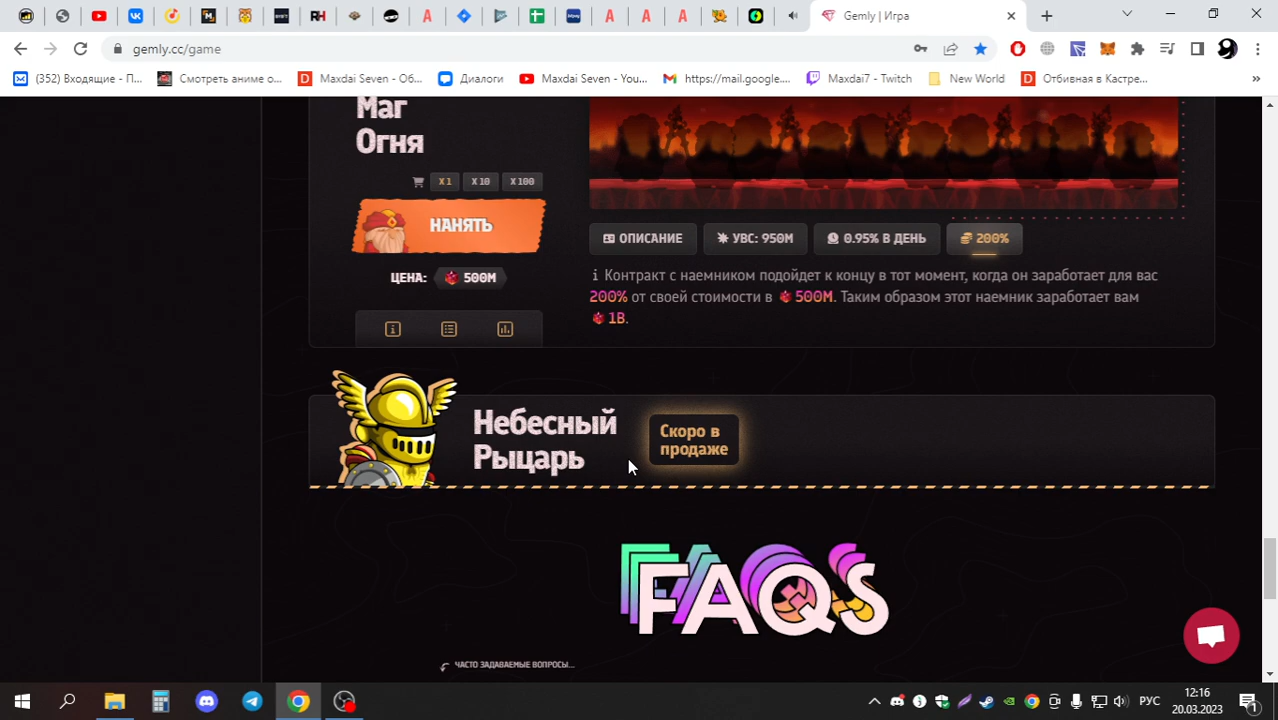 Gemly | Игра
gemly.cc/game
(352) Входящие - П...
Смотреть аниме о...
Maxdai Seven - Об...
Диалоги
Maxdai Seven - You...
https://mail.google....
Maxdai7 - Twitch
New World
Отбивная в Кастре...
Маг
Огня
X 1
X 10
X 100
НАНЯТЬ
ЦЕНА: 500M
ОПИСАНИЕ
УВС: 950M
0.95% В ДЕНЬ
200%
Контракт с наемником подойдет к концу в тот момент, когда он заработает для вас
200% от своей стоимости в 500M. Таким образом этот наемник заработает вам
1B.
Небесный
Рыцарь
Скоро в
продаже
FAQS
ЧАСТО ЗАДАВАЕМЫЕ ВОПРОСЫ...
РУС
12:16
20.03.2023